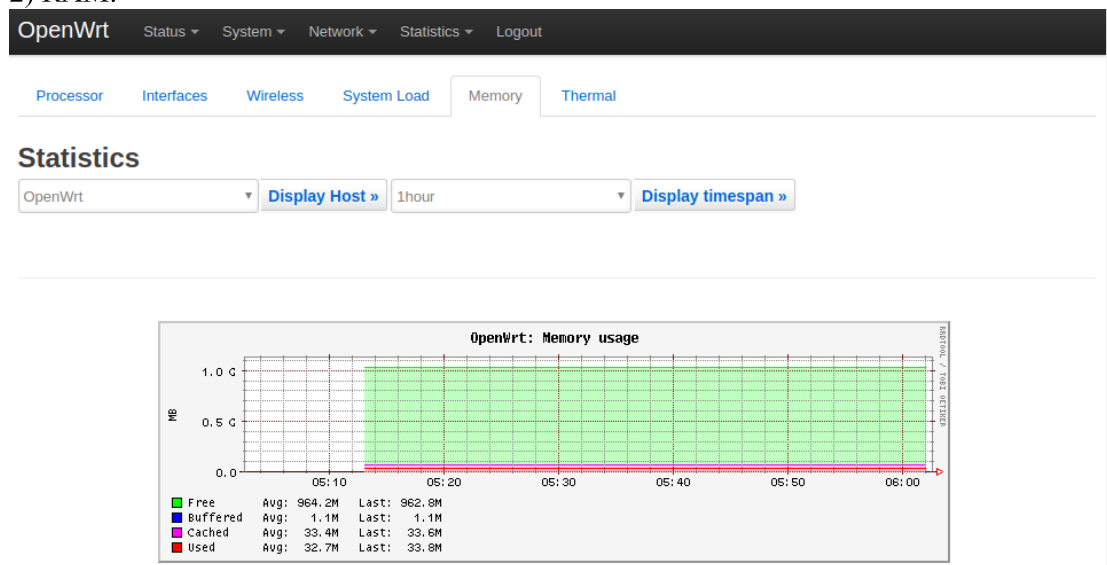 2) RAM:
OpenWrt Status System Network Statistics Logout
Processor Interfaces Wireless System Load Memory Thermal
Statistics
OpenWrt Display Host » 1hour Display timespan »
OpenWrt: Memory usage
RRDTOOL / TOBI OETIKER
MB
1.0 G
0.5 G
0.0
05:10 05:20 05:30 05:40 05:50 06:00
Free Avg: 964.2M Last: 962.8M
Buffered Avg: 1.1M Last: 1.1M
Cached Avg: 33.4M Last: 33.6M
Used Avg: 32.7M Last: 33.8M